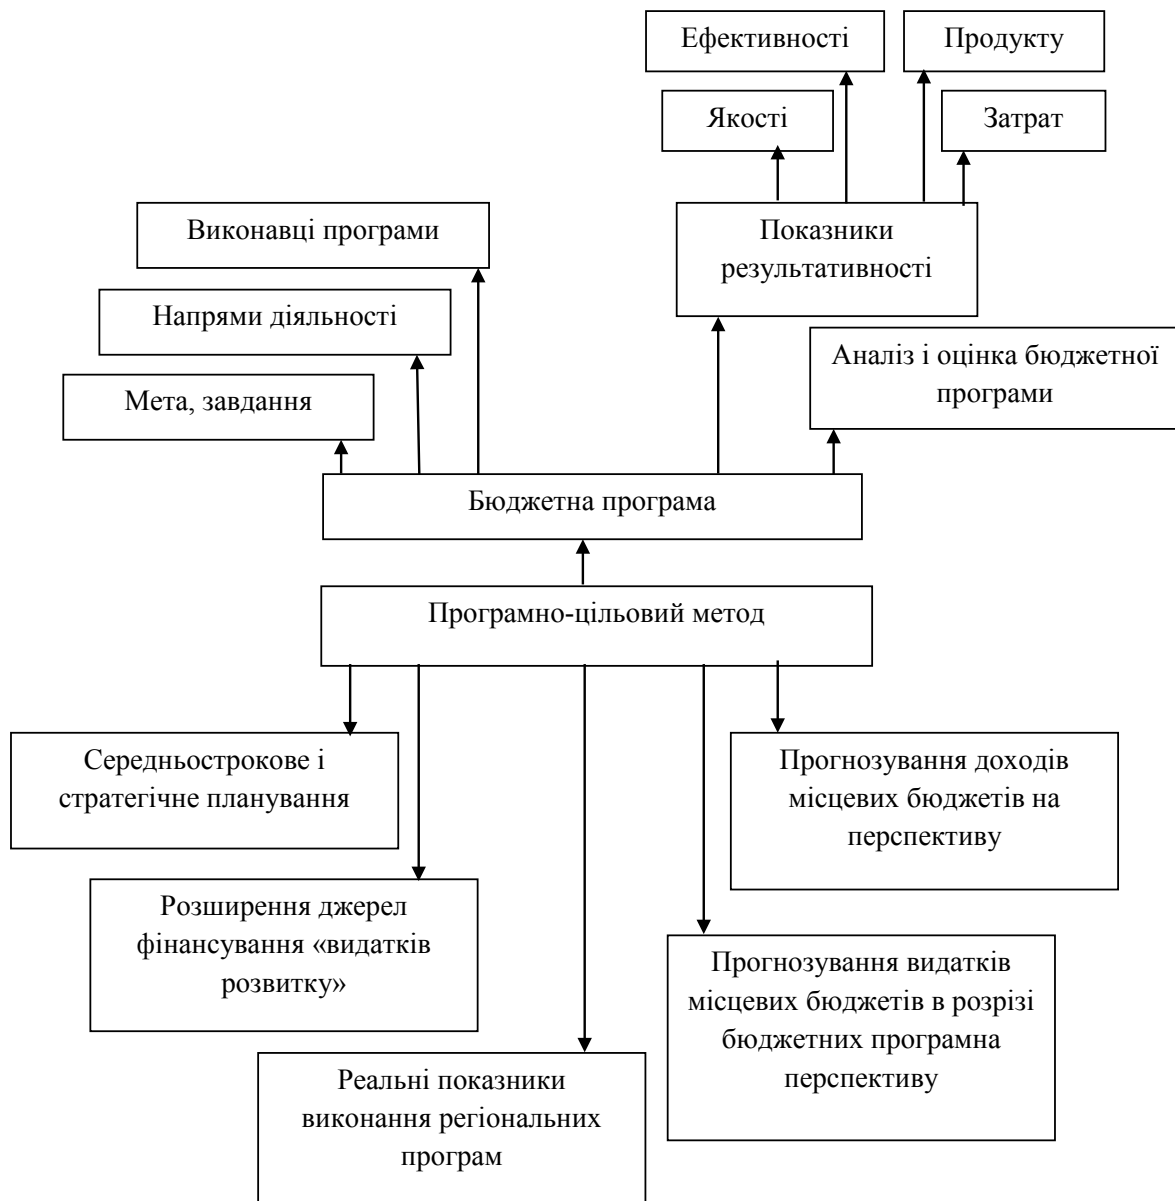 Ефективності
Продукту
Якості
Затрат
Виконавці програми
Показники
результативності
Напрями діяльності
Аналіз і оцінка бюджетної
програми
Мета, завдання
Бюджетна програма
Програмно-цільовий метод
Середньострокове і
стратегічне планування
Прогнозування доходів
місцевих бюджетів на
перспективу
Розширення джерел
фінансування «видатків
розвитку»
Прогнозування видатків
місцевих бюджетів в розрізі
бюджетних програмна
перспективу
Реальні показники
виконання регіональних
програм